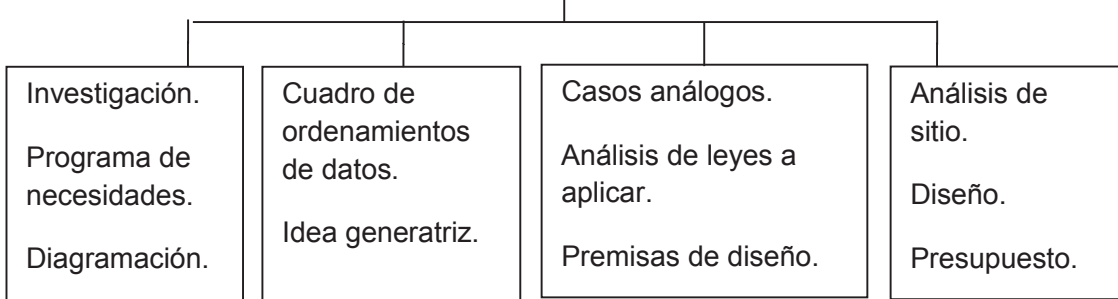 Investigación.
Programa de
necesidades.
Diagramación.
Cuadro de
ordenamientos
de datos.
Idea generatriz.
Casos análogos.
Análisis de leyes a
aplicar.
Premisas de diseño.
Análisis de
sitio.
Diseño.
Presupuesto.